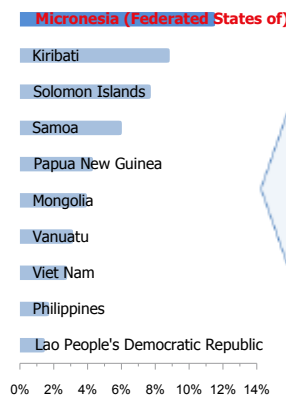 Micronesia (Federated States of)
Kiribati
Solomon Islands
Samoa
Papua New Guinea
Mongolia
Vanuatu
Viet Nam
Philippines
Lao People's Democratic Republic
0% 2% 4% 6% 8% 10% 12% 14%